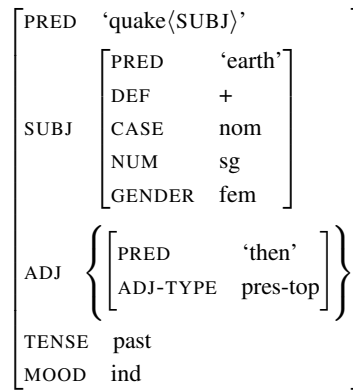 PRED ‘quake⟨SUBJ⟩’
SUBJ
PRED ‘earth’
DEF +
CASE nom
NUM sg
GENDER fem
ADJ
PRED ‘then’
ADJ-TYPE pres-top
TENSE past
MOOD ind